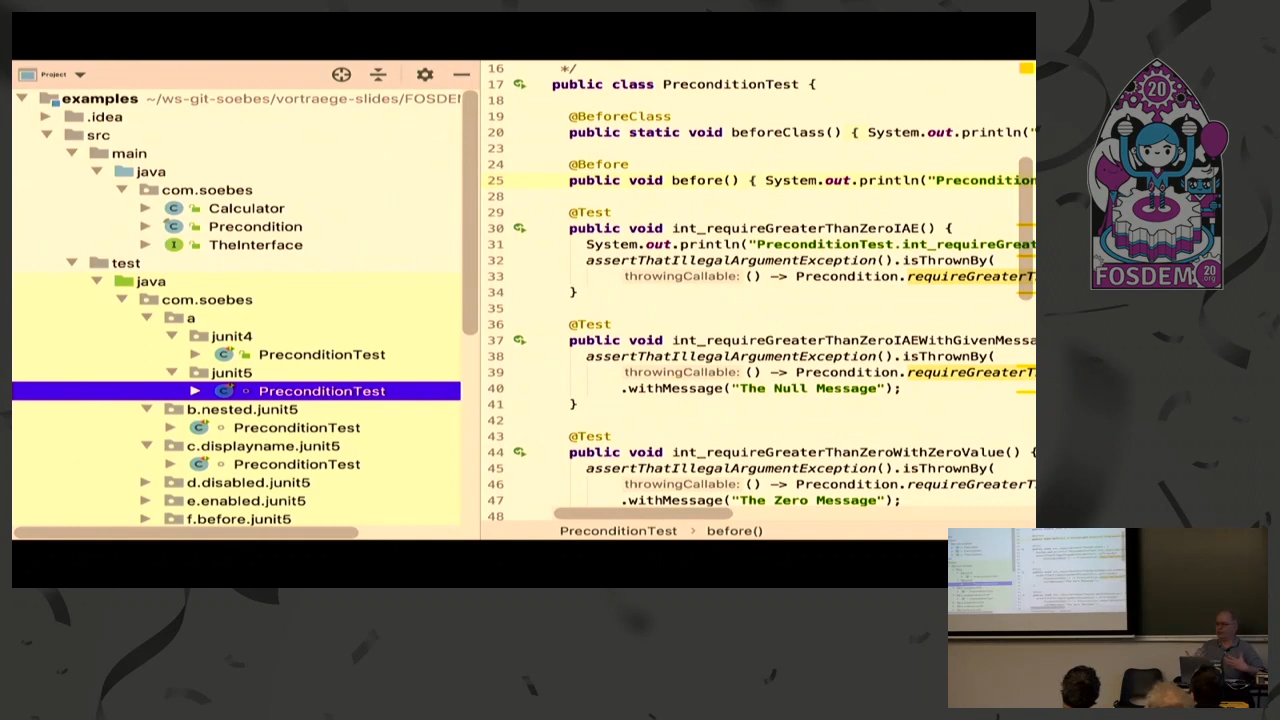 Project
examples ~/ws-git-soebes/vortraege-slides/FOSDEM
.idea
src
main
java
com.soebes
Calculator
Precondition
TheInterface
test
java
com.soebes
a
junit4
PreconditionTest
junit5
PreconditionTest
b.nested.junit5
PreconditionTest
c.displayname.junit5
PreconditionTest
d.disabled.junit5
e.enabled.junit5
f.before.junit5
16 */
17 public class PreconditionTest {
18
19 @BeforeClass
20 public static void beforeClass() { System.out.println("
23
24 @Before
25 public void before() { System.out.println("Precondition
28
29 @Test
30 public void int_requireGreaterThanZeroIAE() {
31 System.out.println("PreconditionTest.int_requireGreat
32 assertThatIllegalArgumentException().isThrownBy(
33 throwingCallable: () -> Precondition.requireGreaterT
34 }
35
36 @Test
37 public void int_requireGreaterThanZeroIAEWithGivenMessa
38 assertThatIllegalArgumentException().isThrownBy(
39 throwingCallable: () -> Precondition.requireGreaterT
40 .withMessage("The Null Message");
41 }
42
43 @Test
44 public void int_requireGreaterThanZeroWithZeroValue() {
45 assertThatIllegalArgumentException().isThrownBy(
46 throwingCallable: () -> Precondition.requireGreaterT
47 .withMessage("The Zero Message");
48
PreconditionTest › before()
20
FOSDEM 20
.org